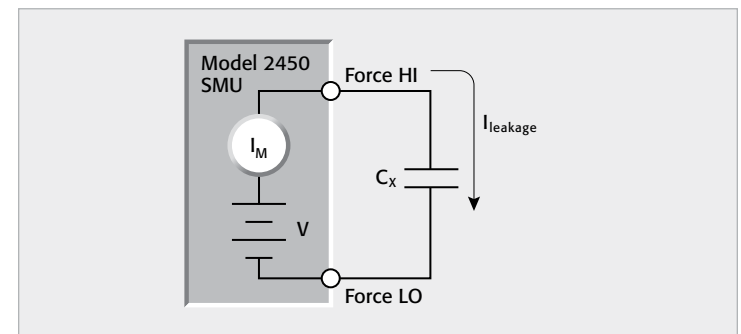 Model 2450
SMU
Force HI
I_leakage
I_M
C_X
V
Force LO